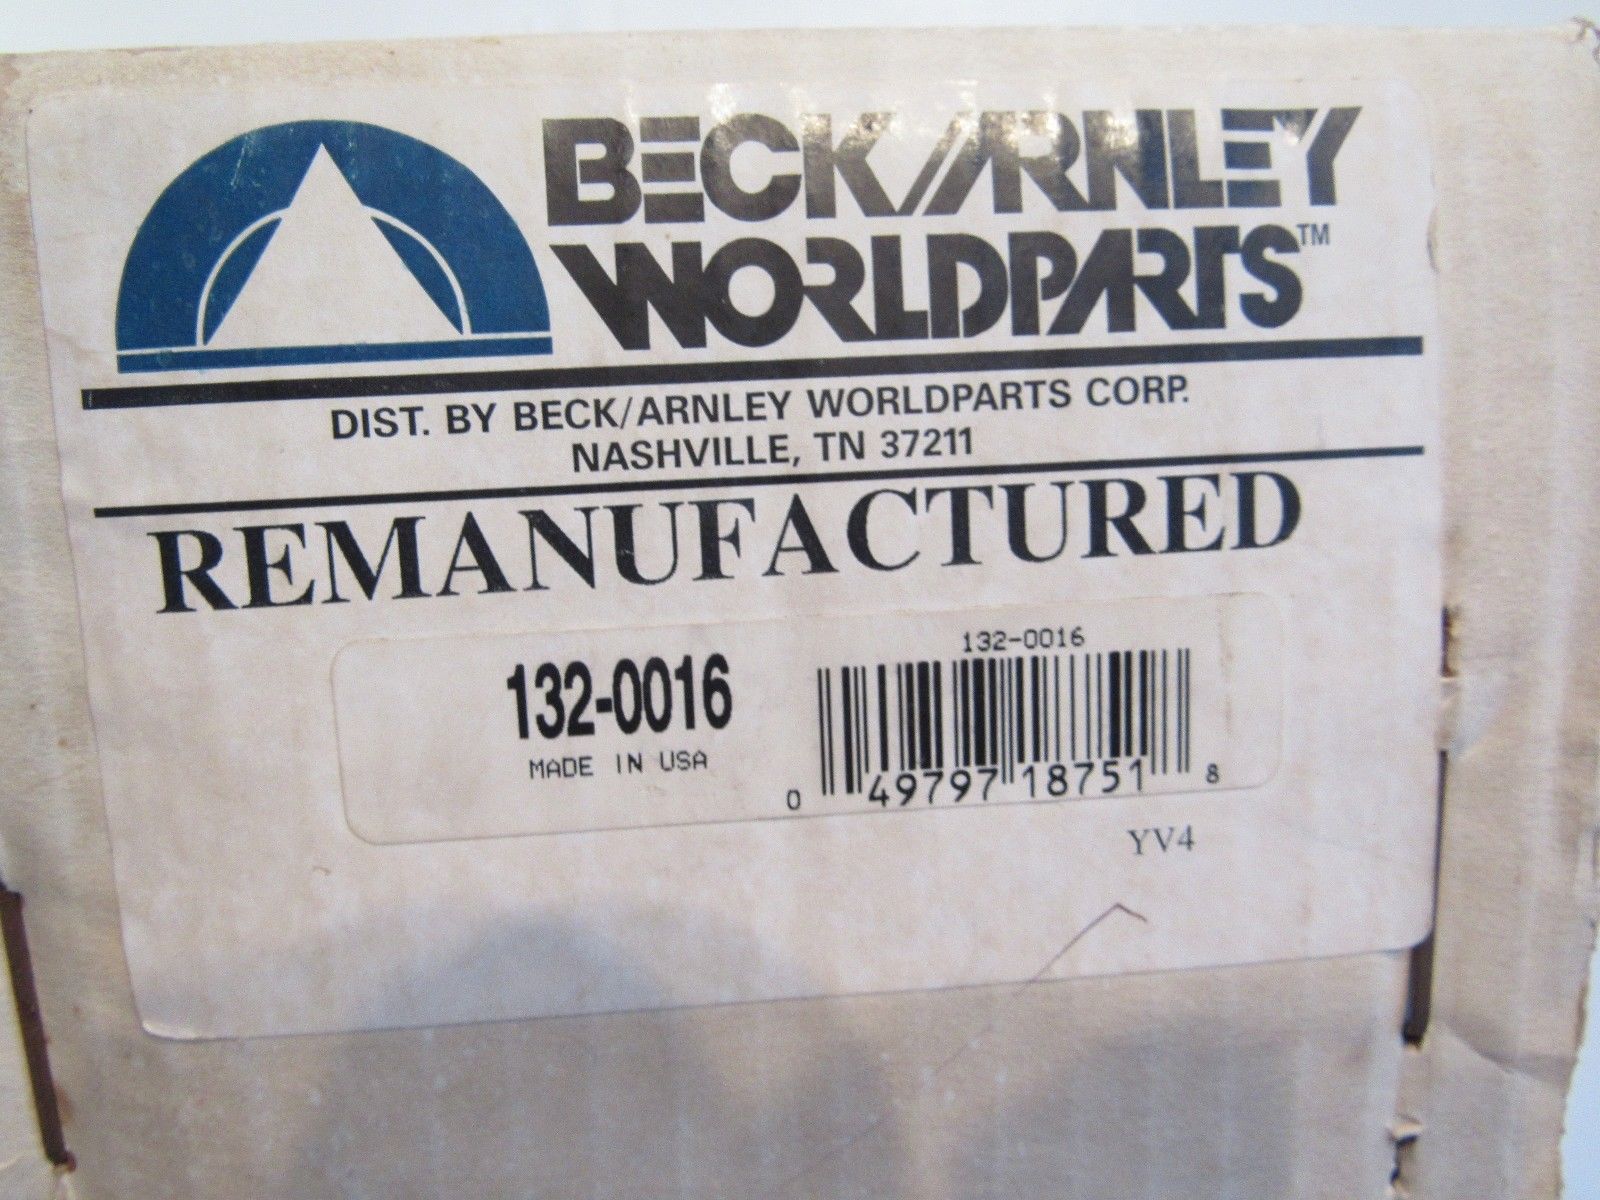 BECK/ARNLEY
WORLDPARTS™
DIST. BY BECK/ARNLEY WORLDPARTS CORP.
NASHVILLE, TN 37211
REMANUFACTURED
132-0016
MADE IN USA
132-0016
0 49797 18751 8
YV4